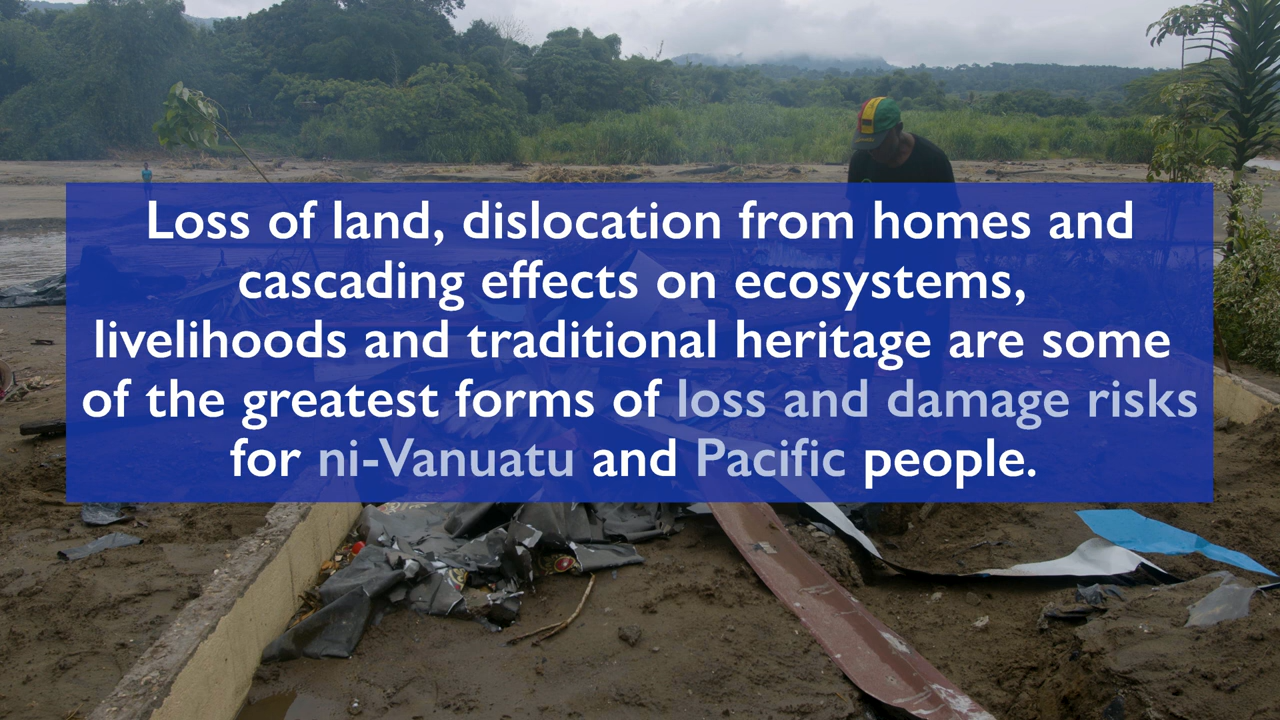 Loss of land, dislocation from homes and
cascading effects on ecosystems,
livelihoods and traditional heritage are some
of the greatest forms of loss and damage risks
for ni-Vanuatu and Pacific people.